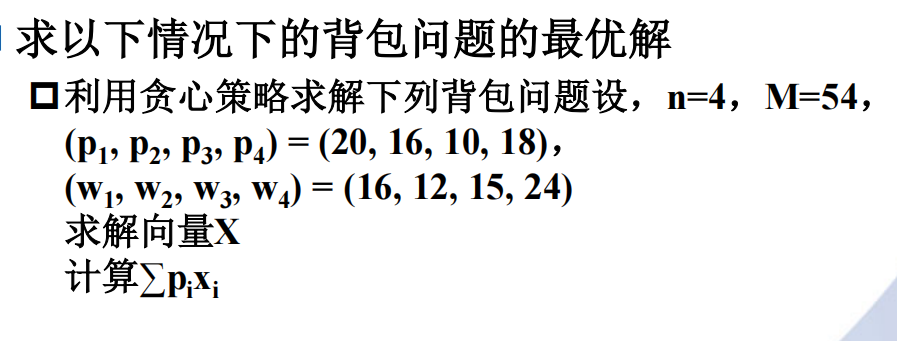 求以下情况下的背包问题的最优解
利用贪心策略求解下列背包问题设，n=4，M=54，
(p₁, p₂, p₃, p₄) = (20, 16, 10, 18)，
(w₁, w₂, w₃, w₄) = (16, 12, 15, 24)
求解向量X
计算∑pᵢxᵢ